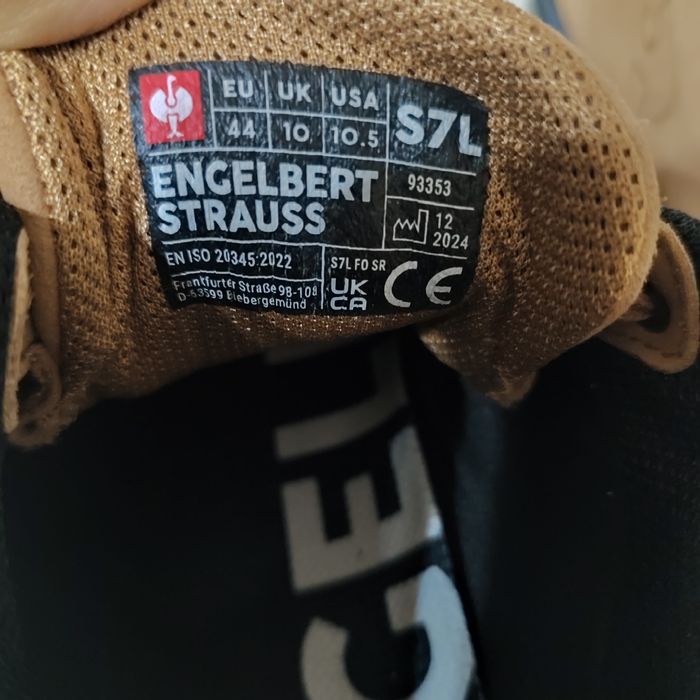 EU UK USA
44 10 10.5
S7L
ENGELBERT
STRAUSS
93353
12
2024
EN ISO 20345:2022
S7L FO SR
Frankfurter Straße 98-108
D-63599 Biebergemünd
UK
CA
CE
GEL